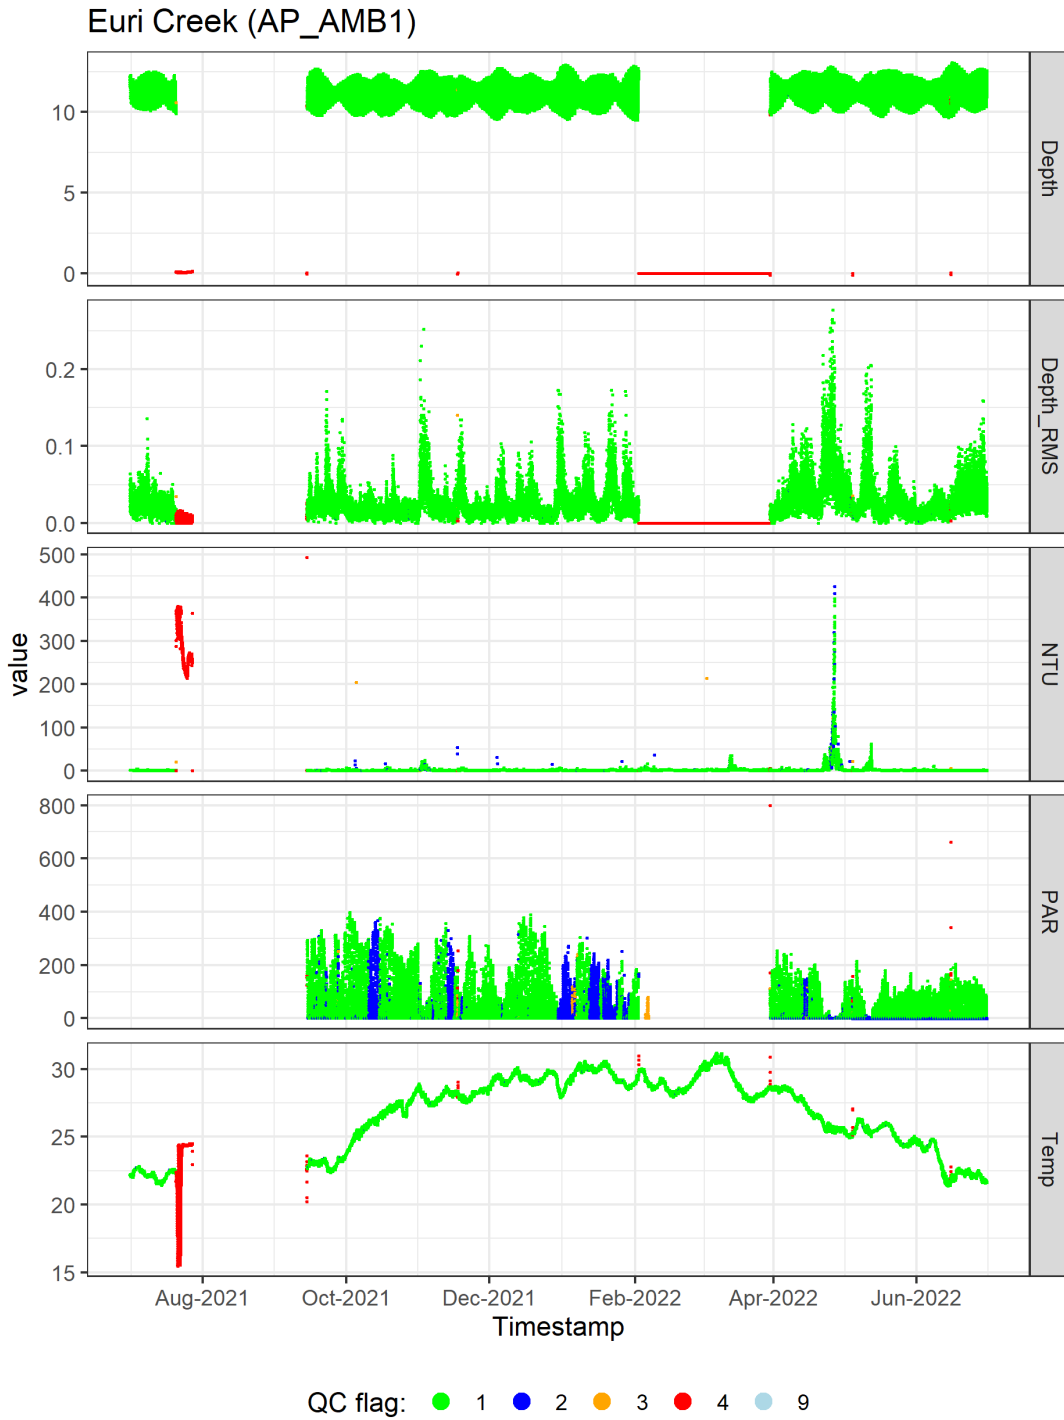 Euri Creek (AP_AMB1)
10
5
0
Depth
0.2
0.1
0.0
Depth_RMS
500
400
300
200
100
0
NTU
value
800
600
400
200
0
PAR
30
25
20
15
Temp
Aug-2021 Oct-2021 Dec-2021 Feb-2022 Apr-2022 Jun-2022
Timestamp
QC flag: 1 2 3 4 9